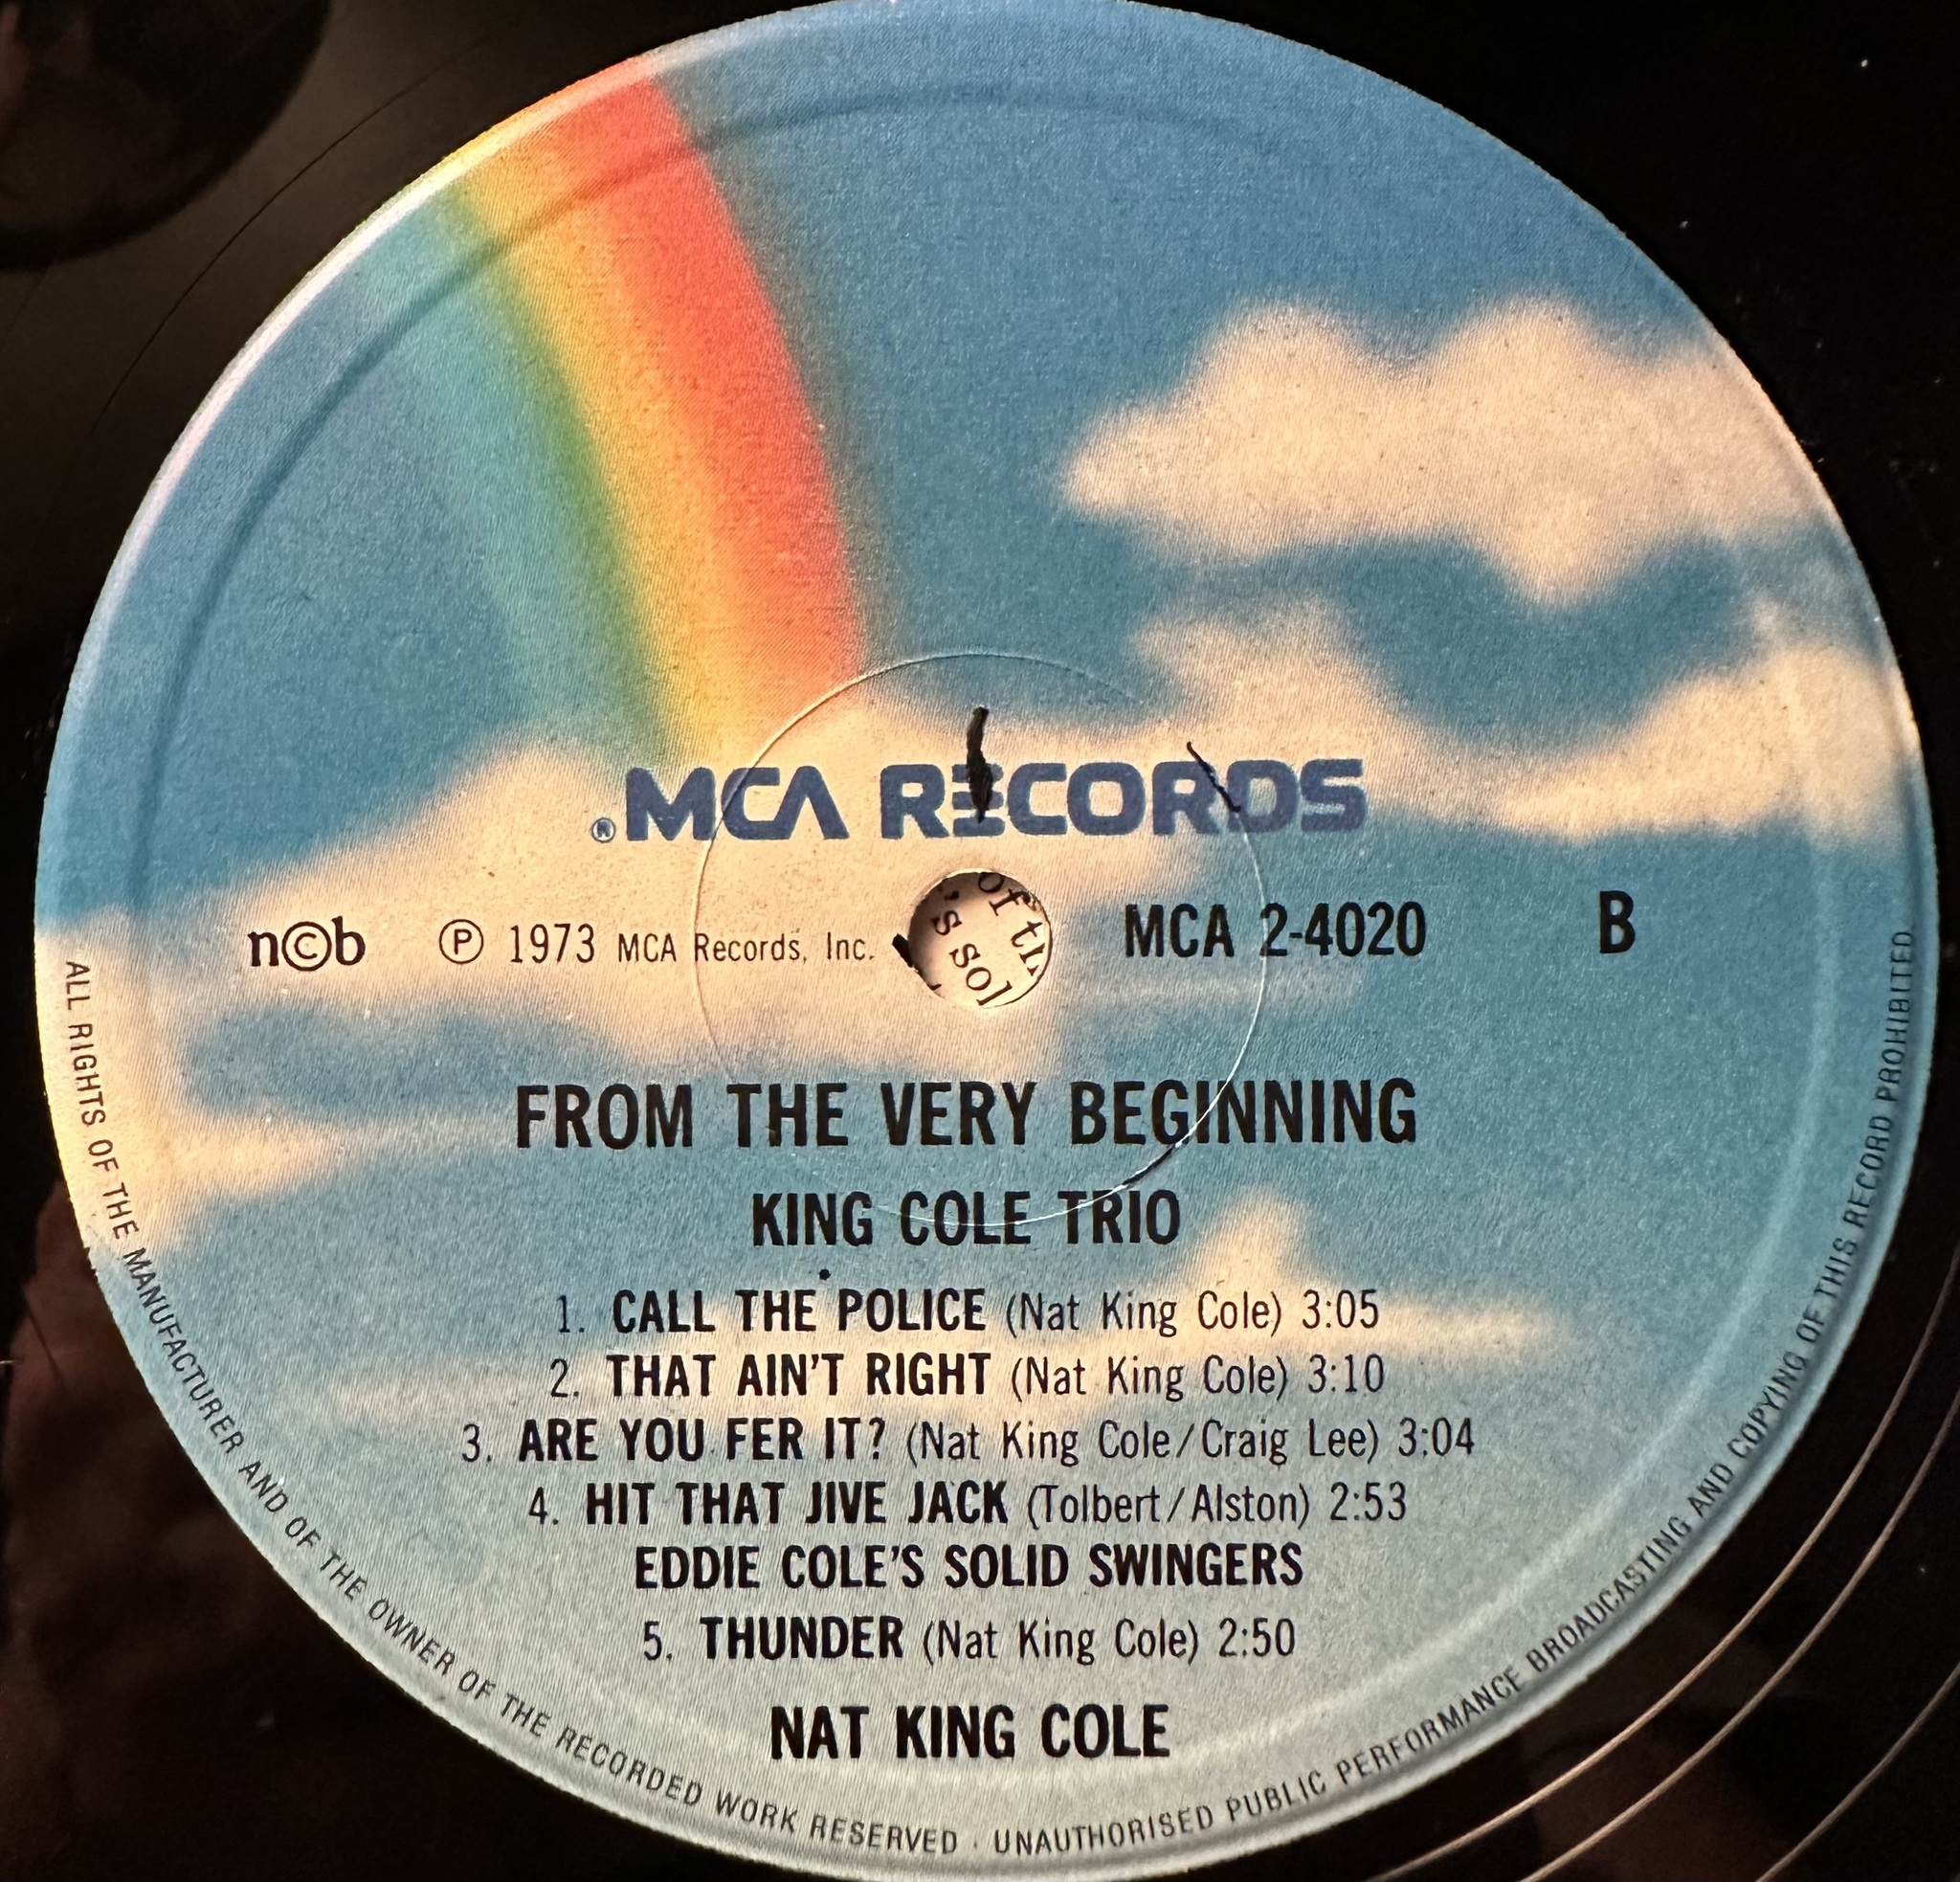 ® MCA RECORDS
n©b ℗ 1973 MCA Records, Inc. MCA 2-4020 B
of th
's sol
FROM THE VERY BEGINNING
KING COLE TRIO
1. CALL THE POLICE (Nat King Cole) 3:05
2. THAT AIN'T RIGHT (Nat King Cole) 3:10
3. ARE YOU FER IT? (Nat King Cole/Craig Lee) 3:04
4. HIT THAT JIVE JACK (Tolbert/Alston) 2:53
EDDIE COLE'S SOLID SWINGERS
5. THUNDER (Nat King Cole) 2:50
NAT KING COLE
ALL RIGHTS OF THE MANUFACTURER AND OF THE OWNER OF THE RECORDED WORK RESERVED · UNAUTHORISED PUBLIC PERFORMANCE BROADCASTING AND COPYING OF THIS RECORD PROHIBITED